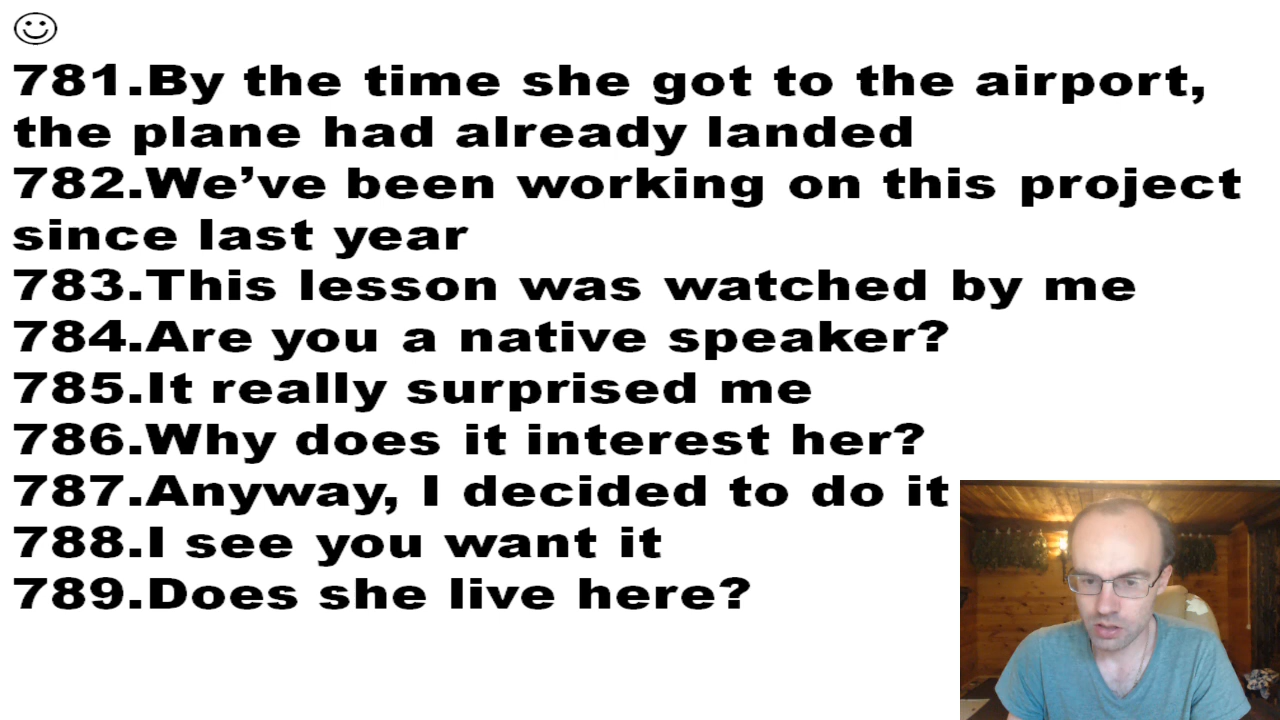 781.By the time she got to the airport,
the plane had already landed
782.We’ve been working on this project
since last year
783.This lesson was watched by me
784.Are you a native speaker?
785.It really surprised me
786.Why does it interest her?
787.Anyway, I decided to do it
788.I see you want it
789.Does she live here?